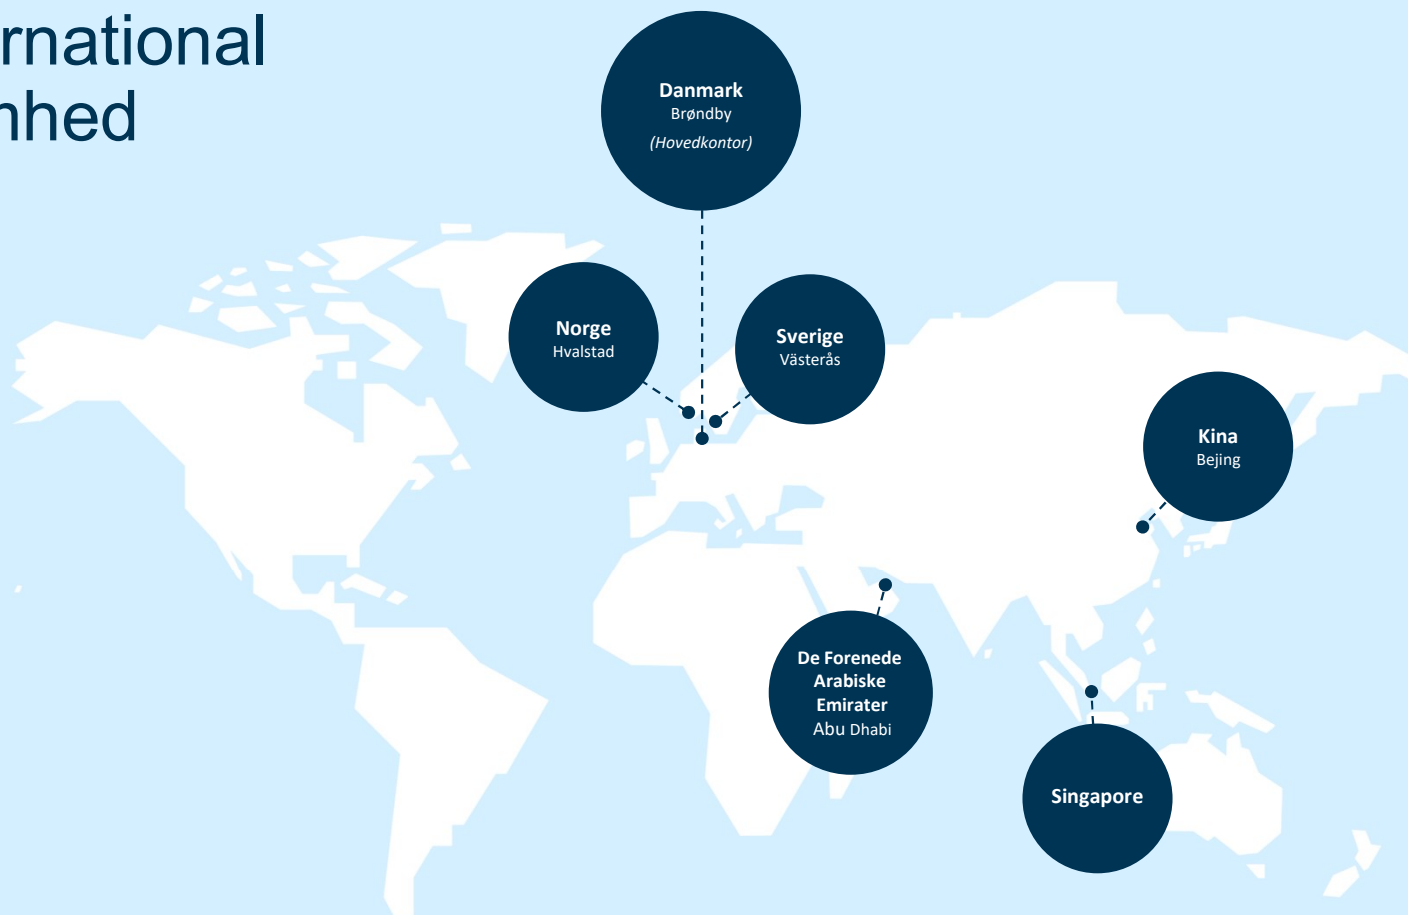 rnational
nhed
Danmark
Brøndby
(Hovedkontor)
Norge
Hvalstad
Sverige
Västerås
Kina
Bejing
De Forenede
Arabiske
Emirater
Abu Dhabi
Singapore